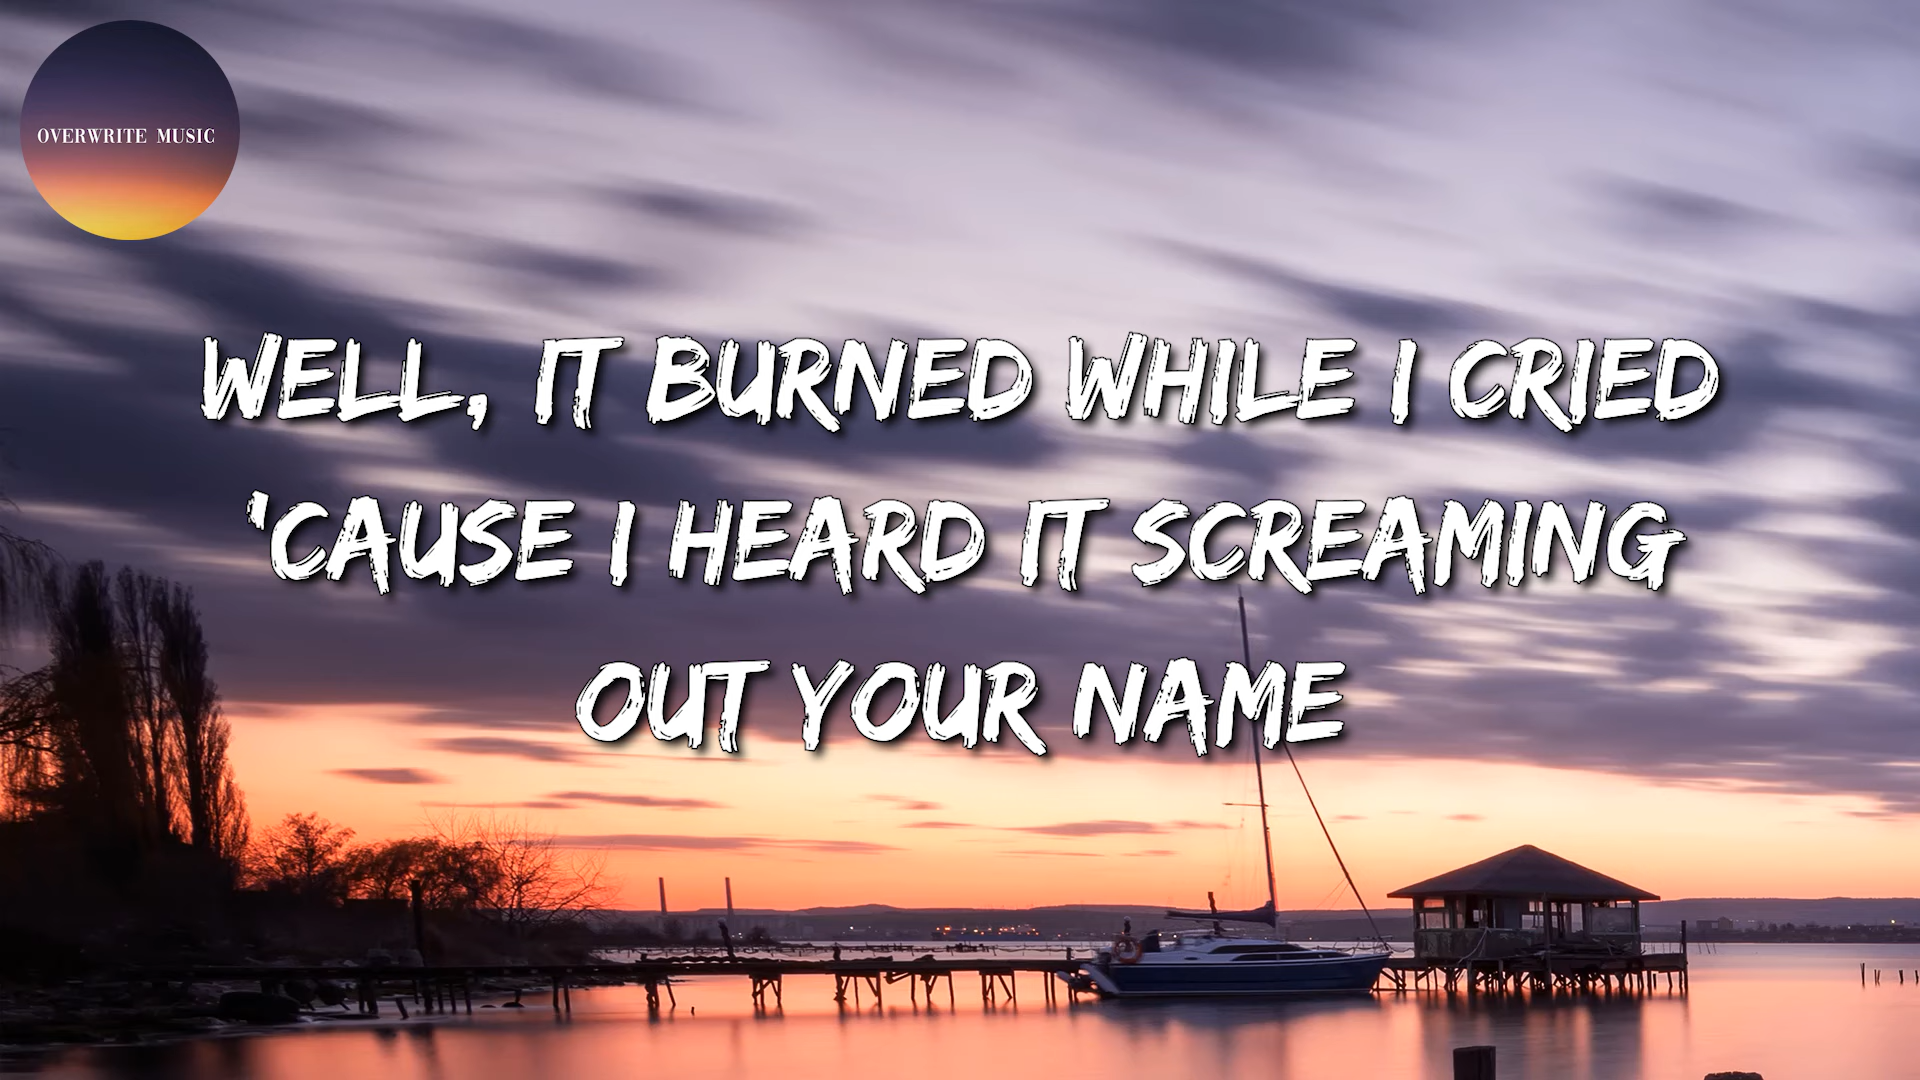 OVERWRITE MUSIC
WELL, IT BURNED WHILE I CRIED
'CAUSE I HEARD IT SCREAMING
OUT YOUR NAME